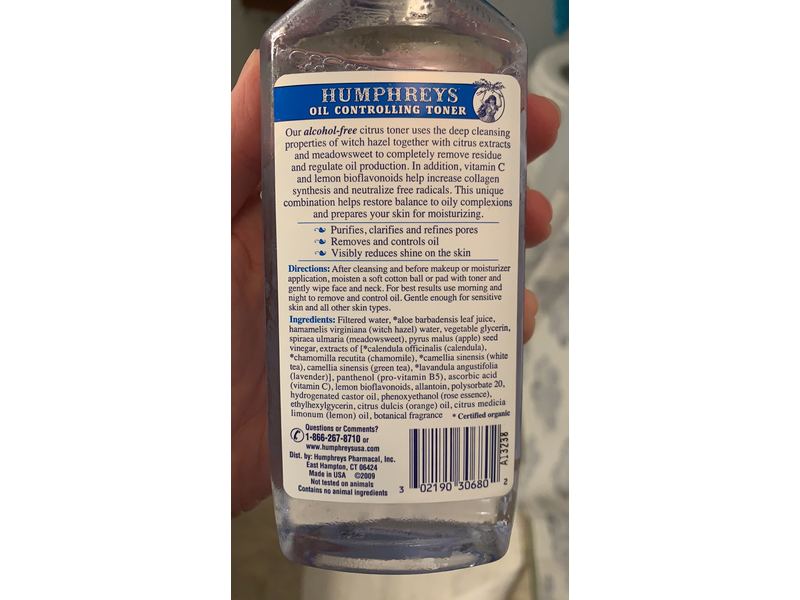 HUMPHREYS
OIL CONTROLLING TONER
Our alcohol-free citrus toner uses the deep cleansing
properties of witch hazel together with citrus extracts
and meadowsweet to completely remove residue
and regulate oil production. In addition, vitamin C
and lemon bioflavonoids help increase collagen
synthesis and neutralize free radicals. This unique
combination helps restore balance to oily complexions
and prepares your skin for moisturizing.
Purifies, clarifies and refines pores
Removes and controls oil
Visibly reduces shine on the skin
Directions: After cleansing and before makeup or moisturizer
application, moisten a soft cotton ball or pad with toner and
gently wipe face and neck. For best results use morning and
night to remove and control oil. Gentle enough for sensitive
skin and all other skin types.
Ingredients: Filtered water, *aloe barbadensis leaf juice,
hamamelis virginiana (witch hazel) water, vegetable glycerin,
spiraea ulmaria (meadowsweet), pyrus malus (apple) seed
vinegar, extracts of [*calendula officinalis (calendula),
*chamomilla recutita (chamomile), *camellia sinensis (white
tea), camellia sinensis (green tea), *lavandula angustifolia
(lavender)], panthenol (pro-vitamin B5), ascorbic acid
(vitamin C), lemon bioflavonoids, allantoin, polysorbate 20,
hydrogenated castor oil, phenoxyethanol (rose essence),
ethylhexylglycerin, citrus dulcis (orange) oil, citrus medicia
limonum (lemon) oil, botanical fragrance * Certified organic
Questions or Comments?
1-866-267-8710 or
www.humphreysusa.com
Dist. by: Humphreys Pharmacal, Inc.
East Hampton, CT 06424
Made in USA ©2009
Not tested on animals
Contains no animal ingredients
3 02190 30680 2
A13238